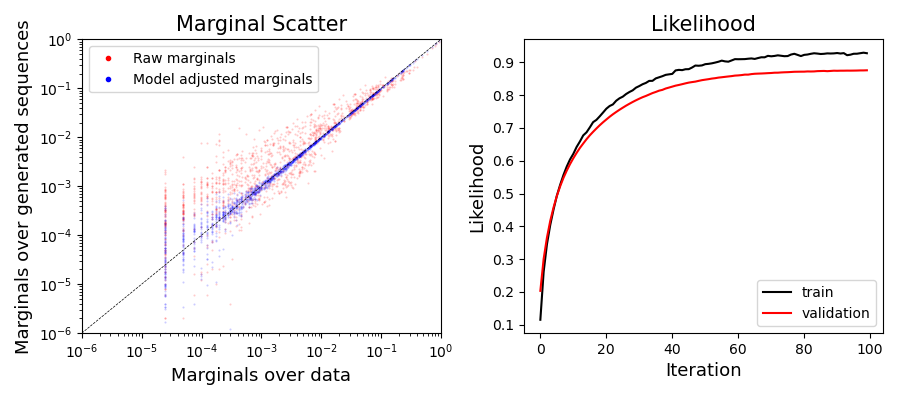 Marginal Scatter
Marginals over generated sequences
10^0
10^-1
10^-2
10^-3
10^-4
10^-5
10^-6
Raw marginals
Model adjusted marginals
10^-6 10^-5 10^-4 10^-3 10^-2 10^-1 10^0
Marginals over data
Likelihood
Likelihood
0.9
0.8
0.7
0.6
0.5
0.4
0.3
0.2
0.1
train
validation
0 20 40 60 80 100
Iteration